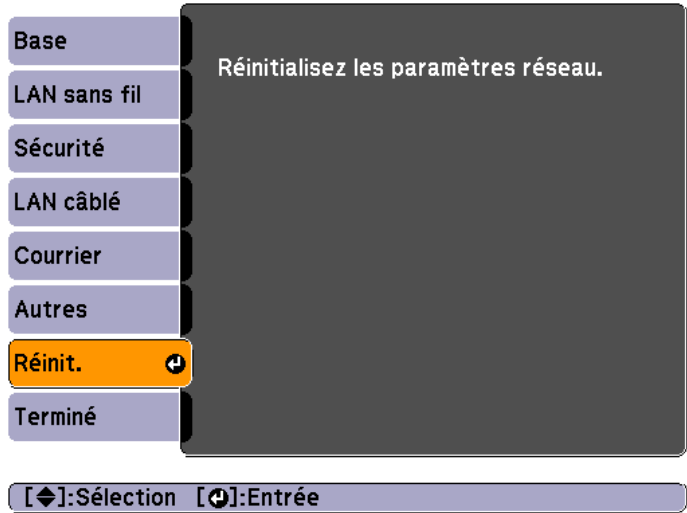 Base
LAN sans fil
Sécurité
LAN câblé
Courrier
Autres
Réinit.
Terminé
Réinitialisez les paramètres réseau.
[◆]:Sélection [↵]:Entrée